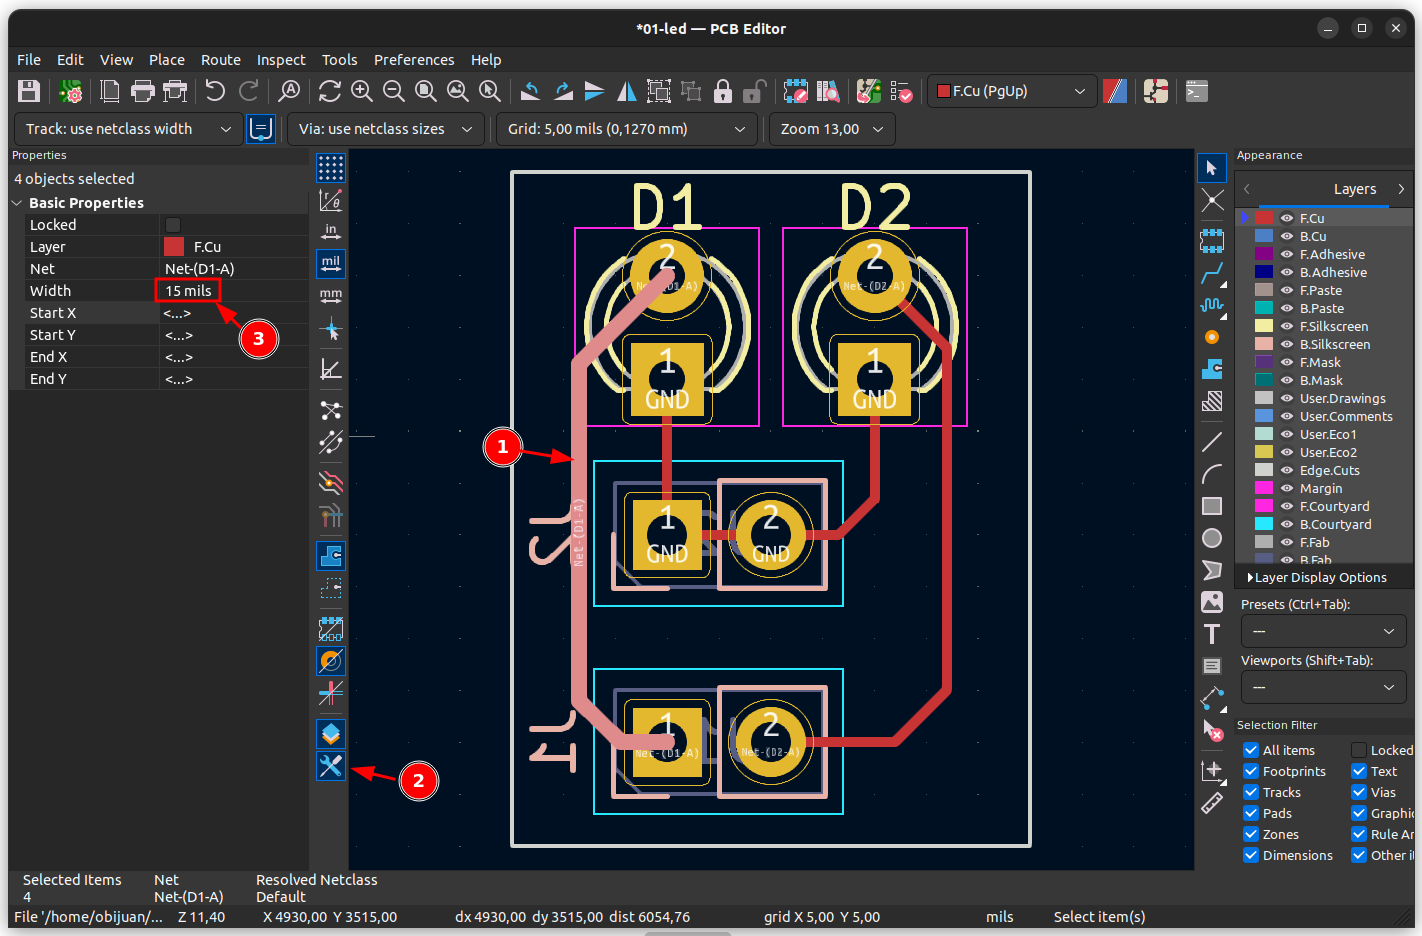 *01-led — PCB Editor
File Edit View Place Route Inspect Tools Preferences Help
F.Cu (PgUp)
Track: use netclass width
Via: use netclass sizes
Grid: 5,00 mils (0,1270 mm)
Zoom 13,00
Properties
4 objects selected
Basic Properties
Locked
Layer F.Cu
Net Net-(D1-A)
Width 15 mils
Start X <...>
Start Y <...>
End X <...>
End Y <...>
3
in
mil
mm
1
2
D1
D2
2
Net-(D1-A)
2
Net-(D2-A)
1
GND
1
GND
Net-(D1-A)
1
GND
2
GND
1
Net-(D1-A)
2
Net-(D2-A)
J2
J1
Appearance
Layers
F.Cu
B.Cu
F.Adhesive
B.Adhesive
F.Paste
B.Paste
F.Silkscreen
B.Silkscreen
F.Mask
B.Mask
User.Drawings
User.Comments
User.Eco1
User.Eco2
Edge.Cuts
Margin
F.Courtyard
B.Courtyard
F.Fab
B.Fab
Layer Display Options
Presets (Ctrl+Tab):
---
Viewports (Shift+Tab):
---
Selection Filter
All items Locked
Footprints Text
Tracks Vias
Pads Graphic
Zones Rule Ar
Dimensions Other it
Selected Items Net Resolved Netclass
4 Net-(D1-A) Default
File '/home/obijuan/... Z 11,40 X 4930,00 Y 3515,00 dx 4930,00 dy 3515,00 dist 6054,76 grid X 5,00 Y 5,00 mils Select item(s)